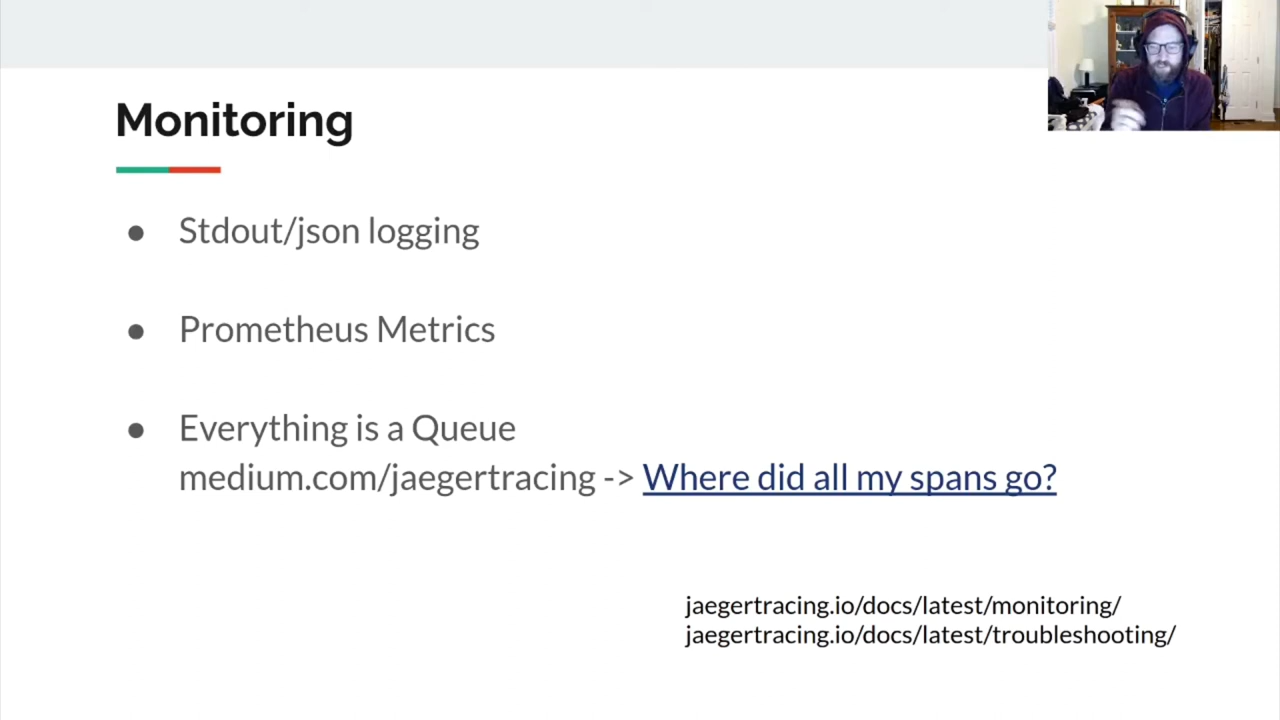 Monitoring
● Stdout/json logging
● Prometheus Metrics
● Everything is a Queue
medium.com/jaegertracing -> Where did all my spans go?
jaegertracing.io/docs/latest/monitoring/
jaegertracing.io/docs/latest/troubleshooting/